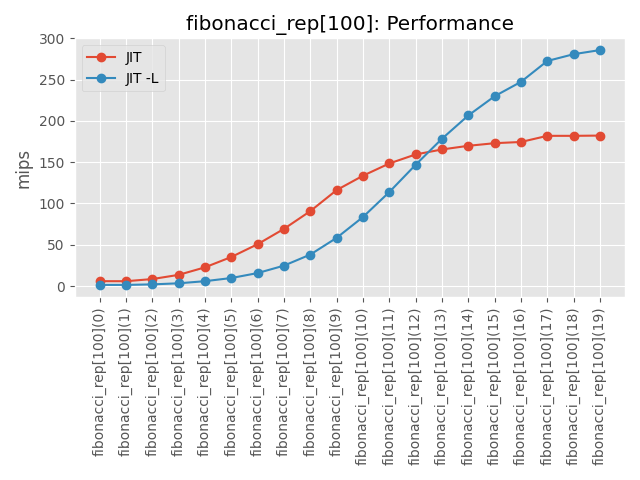 fibonacci_rep[100]: Performance
JIT
JIT -L
300
250
200
150
100
50
0
mips
fibonacci_rep[100](0)
fibonacci_rep[100](1)
fibonacci_rep[100](2)
fibonacci_rep[100](3)
fibonacci_rep[100](4)
fibonacci_rep[100](5)
fibonacci_rep[100](6)
fibonacci_rep[100](7)
fibonacci_rep[100](8)
fibonacci_rep[100](9)
fibonacci_rep[100](10)
fibonacci_rep[100](11)
fibonacci_rep[100](12)
fibonacci_rep[100](13)
fibonacci_rep[100](14)
fibonacci_rep[100](15)
fibonacci_rep[100](16)
fibonacci_rep[100](17)
fibonacci_rep[100](18)
fibonacci_rep[100](19)